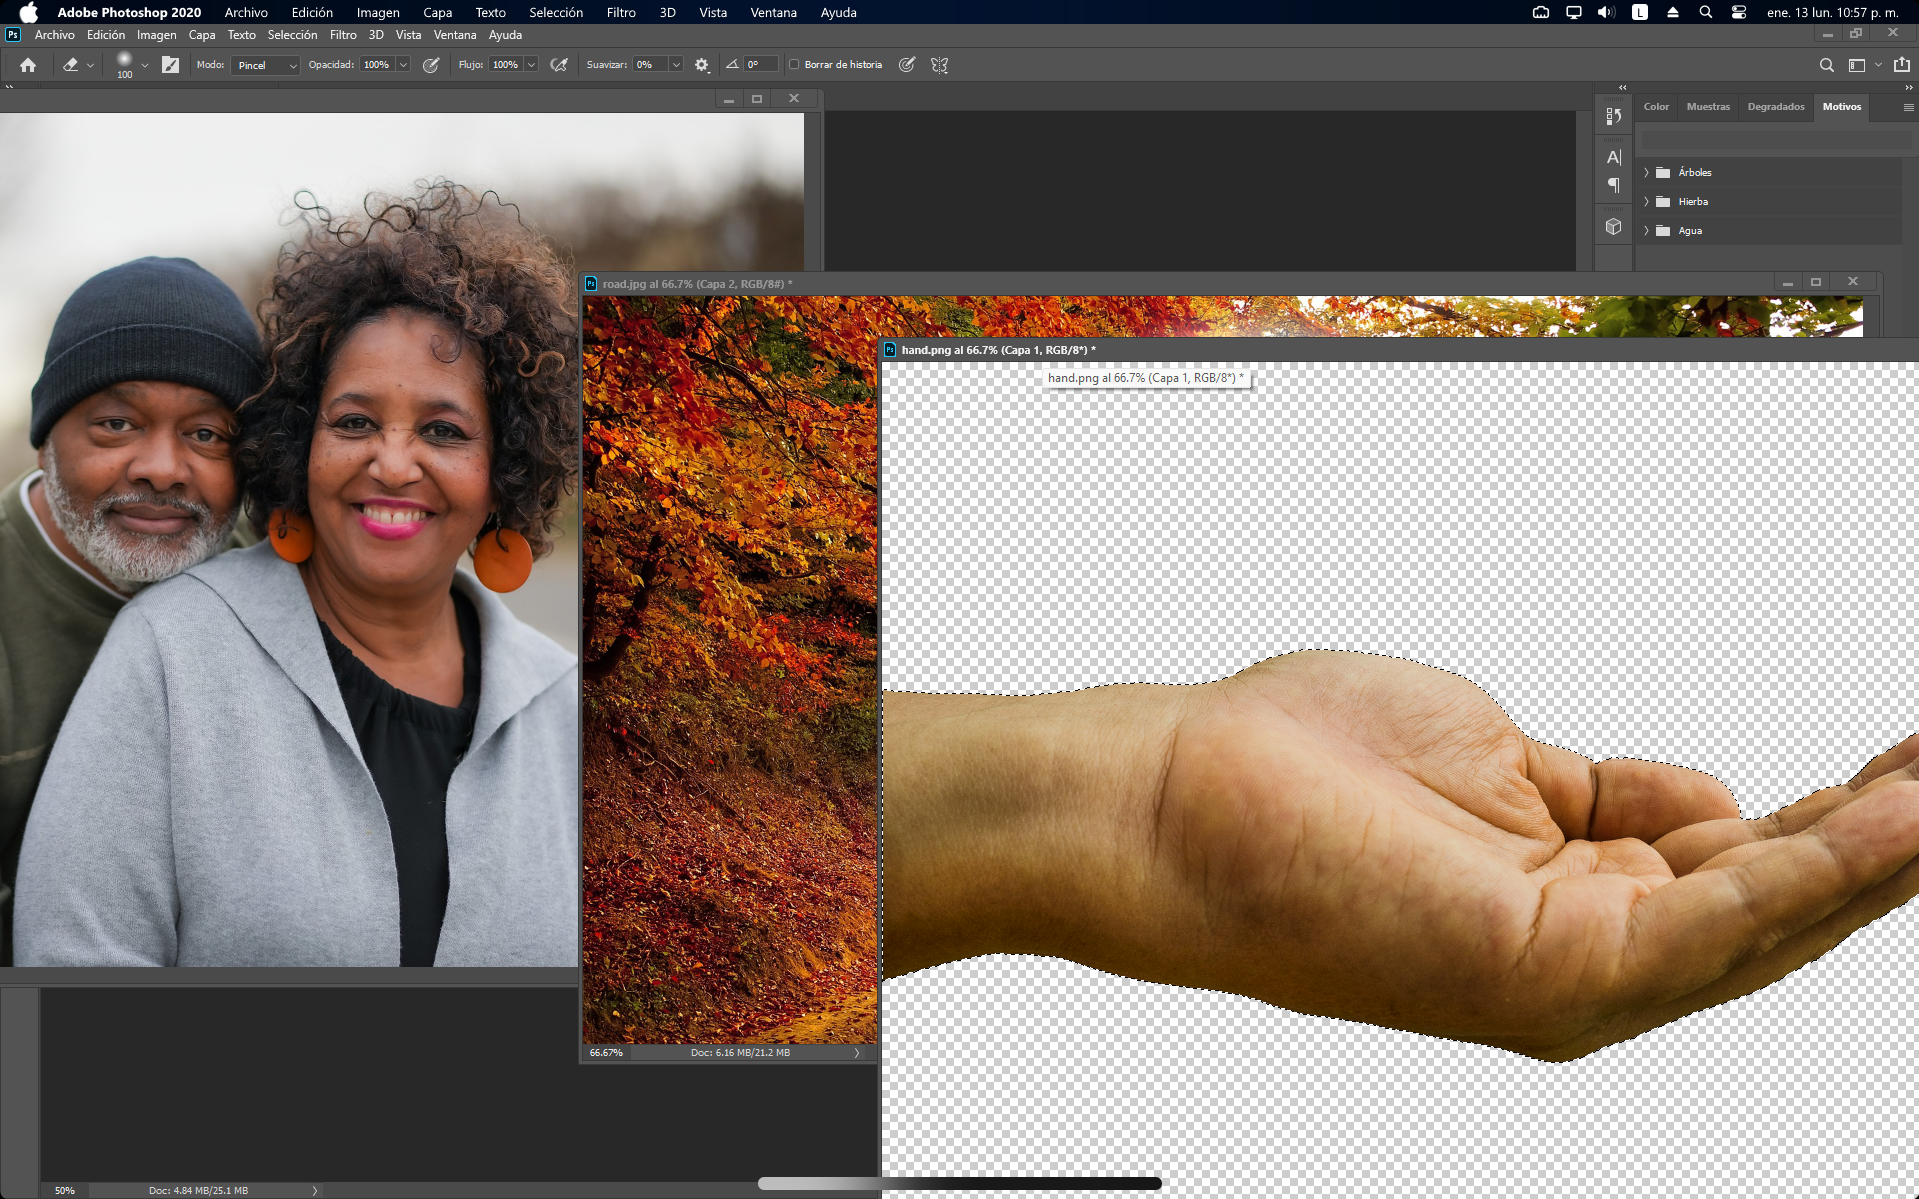 Adobe Photoshop 2020 Archivo Edición Imagen Capa Texto Selección Filtro 3D Vista Ventana Ayuda L ene. 13 lun. 10:57 p. m.
Ps Archivo Edición Imagen Capa Texto Selección Filtro 3D Vista Ventana Ayuda
100 Modo: Pincel Opacidad: 100% Flujo: 100% Suavizar: 0% 0° Borrar de historia
Color Muestras Degradados Motivos
Árboles
Hierba
Agua
Ps road.jpg al 66.7% (Capa 2, RGB/8#) *
Ps hand.png al 66.7% (Capa 1, RGB/8*) *
hand.png al 66.7% (Capa 1, RGB/8*) *
66.67% Doc: 6.16 MB/21.2 MB
50% Doc: 4.84 MB/25.1 MB